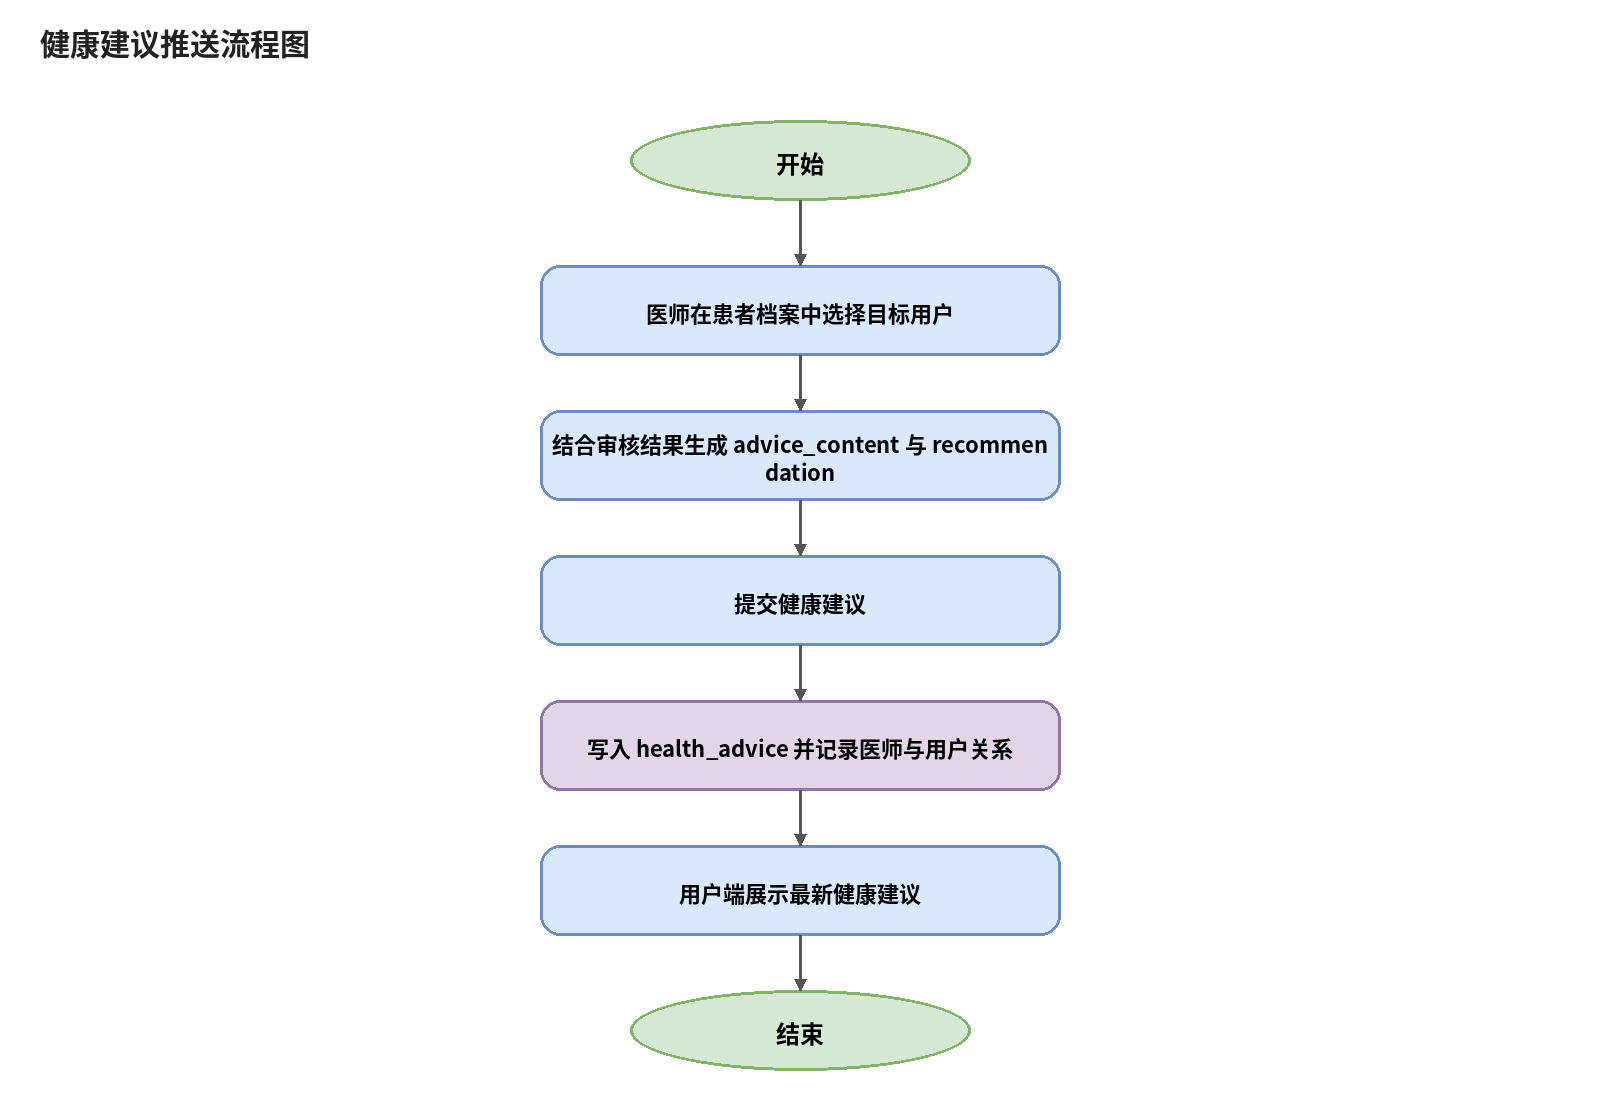 健康建议推送流程图
开始
医师在患者档案中选择目标用户
结合审核结果生成 advice_content 与 recommen
dation
提交健康建议
写入 health_advice 并记录医师与用户关系
用户端展示最新健康建议
结束